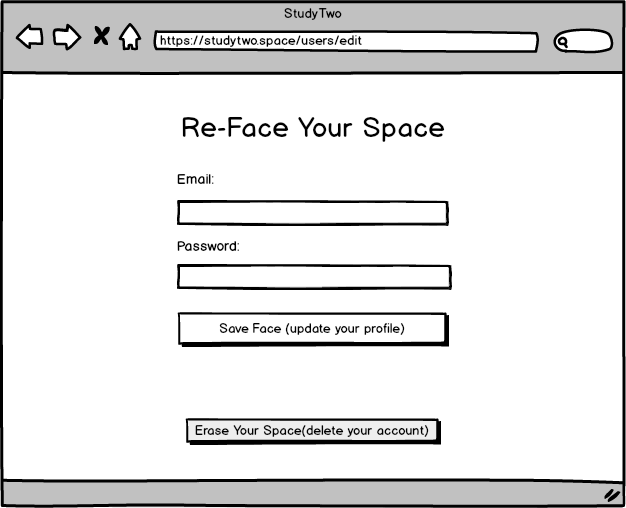 StudyTwo
https://studytwo.space/users/edit
Re-Face Your Space
Email:
Password:
Save Face (update your profile)
Erase Your Space(delete your account)